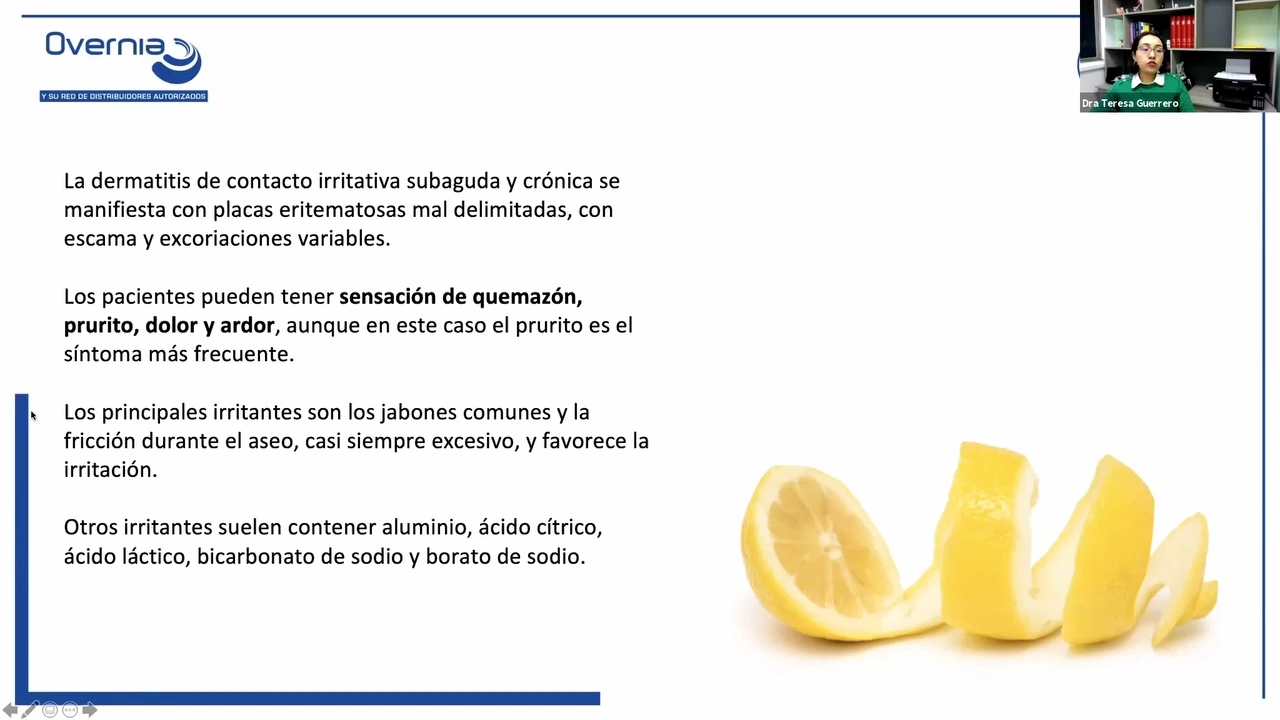 Overnia
Y SU RED DE DISTRIBUIDORES AUTORIZADOS
Dra Teresa Guerrero
La dermatitis de contacto irritativa subaguda y crónica se
manifiesta con placas eritematosas mal delimitadas, con
escama y excoriaciones variables.
Los pacientes pueden tener sensación de quemazón,
prurito, dolor y ardor, aunque en este caso el prurito es el
síntoma más frecuente.
Los principales irritantes son los jabones comunes y la
fricción durante el aseo, casi siempre excesivo, y favorece la
irritación.
Otros irritantes suelen contener aluminio, ácido cítrico,
ácido láctico, bicarbonato de sodio y borato de sodio.